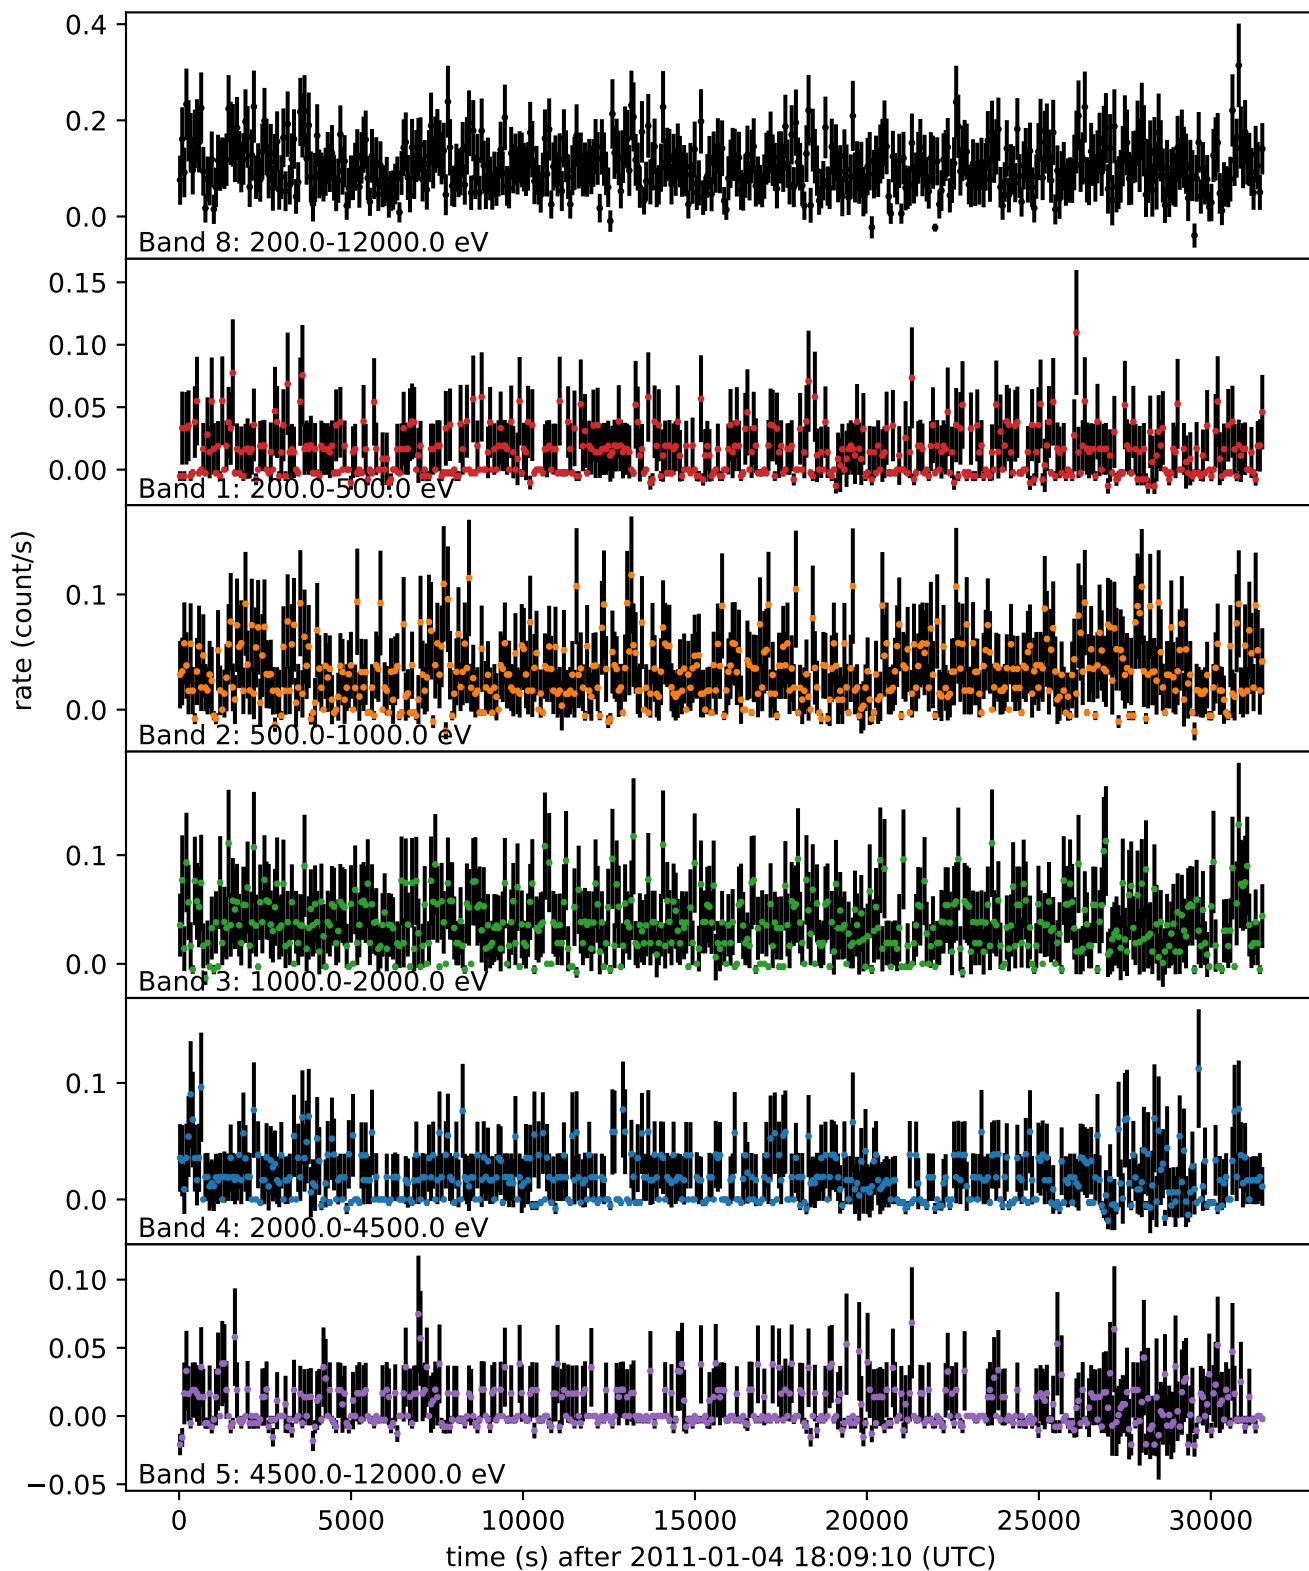 0.4
0.2
0.0
Band 8: 200.0-12000.0 eV
0.15
0.10
0.05
0.00
Band 1: 200.0-500.0 eV
0.1
0.0
Band 2: 500.0-1000.0 eV
rate (count/s)
0.1
0.0
Band 3: 1000.0-2000.0 eV
0.1
0.0
Band 4: 2000.0-4500.0 eV
0.10
0.05
0.00
−0.05
Band 5: 4500.0-12000.0 eV
0 5000 10000 15000 20000 25000 30000
time (s) after 2011-01-04 18:09:10 (UTC)